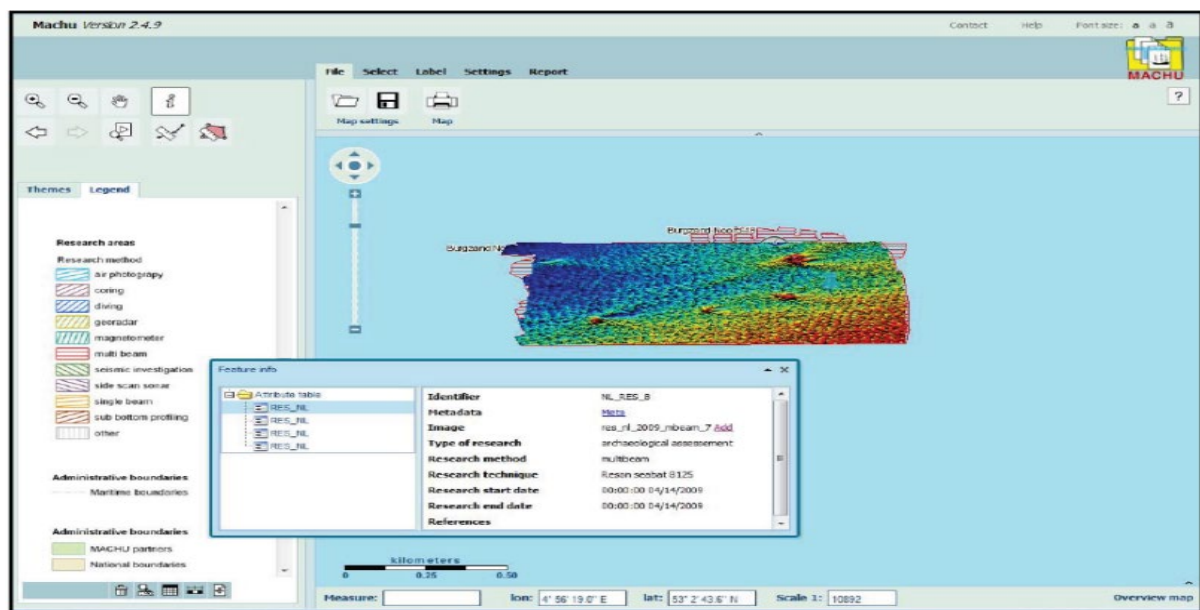 Machu Version 2.4.9
Contact Help Font size: a a a
MACHU
File Select Label Settings Report
Map settings Map
?
Themes Legend
Research areas
Research method
air photograpy
coring
diving
georadar
magnetometer
multi beam
seismic investigation
side scan sonar
single beam
sub bottom profiling
other
Administrative boundaries
Maritime boundaries
Administrative boundaries
MACHU partners
National boundaries
Burgzand No
Burgzand Noo
Feature info
Attribute table
RES_NL
RES_NL
RES_NL
RES_NL
Identifier NL_RES_8
Metadata Meta
Image res_nl_2009_mbeam_7 Add
Type of research archaeological assessement
Research method multibeam
Research technique Reson seabat 8125
Research start date 00:00:00 04/14/2009
Research end date 00:00:00 04/14/2009
References
kilometers
0 0.25 0.50
Measure: lon: 4° 56' 19.0" E lat: 53° 2' 43.6" N Scale 1: 10892 Overview map